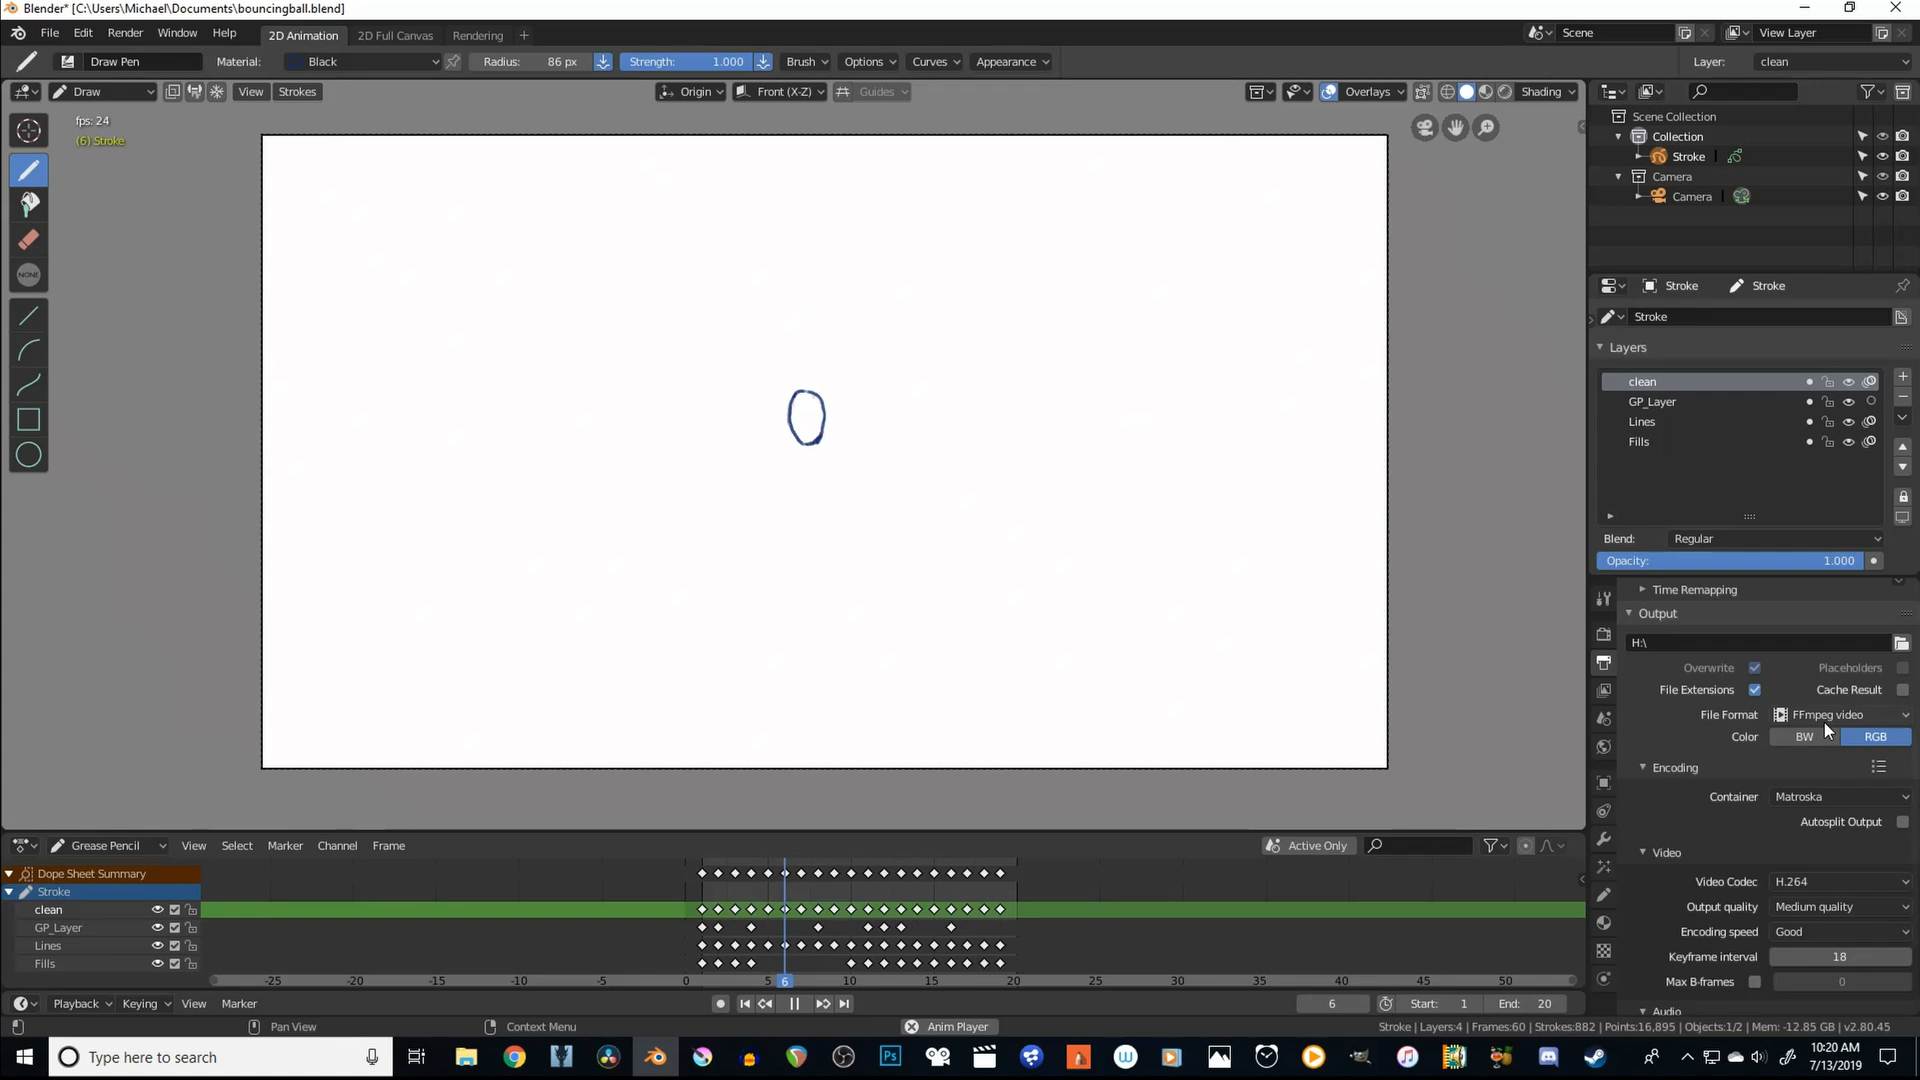 Blender* [C:\Users\Michael\Documents\bouncingball.blend]
File Edit Render Window Help 2D Animation 2D Full Canvas Rendering + Scene View Layer
Draw Pen Material: Black Radius: 86 px Strength: 1.000 Brush Options Curves Appearance Layer: clean
Draw View Strokes Origin Front (X-Z) Guides Overlays Shading
fps: 24
(6) Stroke
NONE
Scene Collection
Collection
Stroke
Camera
Camera
Stroke Stroke
Stroke
Layers
clean
GP_Layer
Lines
Fills
Blend: Regular
Opacity: 1.000
Time Remapping
Output
H:\
Overwrite Placeholders
File Extensions Cache Result
File Format FFmpeg video
Color BW RGB
Encoding
Container Matroska
Autosplit Output
Video
Video Codec H.264
Output quality Medium quality
Encoding speed Good
Keyframe interval 18
Max B-frames 0
Audio
Grease Pencil View Select Marker Channel Frame Active Only
Dope Sheet Summary
Stroke
clean
GP_Layer
Lines
Fills
-25 -20 -15 -10 -5 0 5 6 10 15 20 25 30 35 40 45 50
Playback Keying View Marker 6 Start: 1 End: 20
Pan View Context Menu Anim Player Stroke | Layers:4 | Frames:60 | Strokes:882 | Points:16,895 | Objects:1/2 | Mem: -12.85 GB | v2.80.45
Type here to search Ps W 10:20 AM
7/13/2019